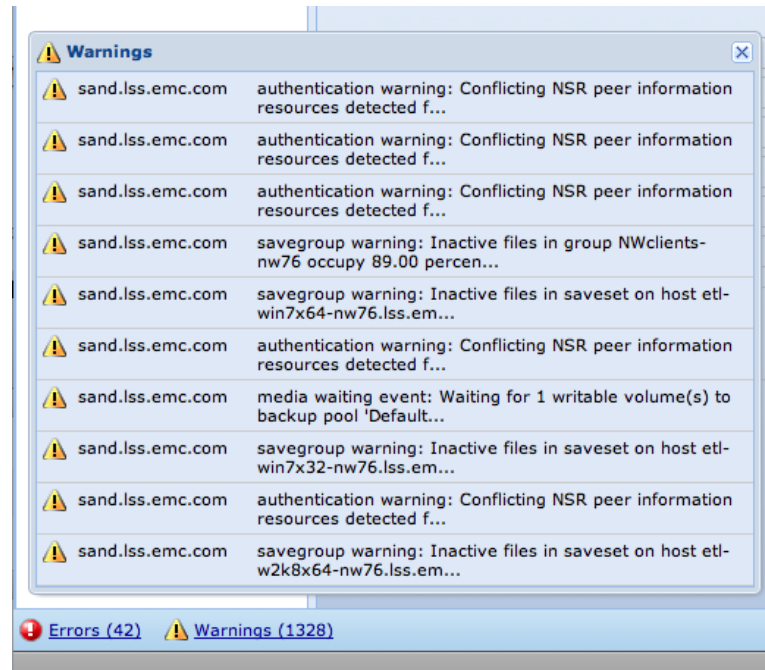 Warnings
sand.lss.emc.com authentication warning: Conflicting NSR peer information
resources detected f...
sand.lss.emc.com authentication warning: Conflicting NSR peer information
resources detected f...
sand.lss.emc.com authentication warning: Conflicting NSR peer information
resources detected f...
sand.lss.emc.com savegroup warning: Inactive files in group NWclients-
nw76 occupy 89.00 percen...
sand.lss.emc.com savegroup warning: Inactive files in saveset on host etl-
win7x64-nw76.lss.em...
sand.lss.emc.com authentication warning: Conflicting NSR peer information
resources detected f...
sand.lss.emc.com media waiting event: Waiting for 1 writable volume(s) to
backup pool 'Default...
sand.lss.emc.com savegroup warning: Inactive files in saveset on host etl-
win7x32-nw76.lss.em...
sand.lss.emc.com authentication warning: Conflicting NSR peer information
resources detected f...
sand.lss.emc.com savegroup warning: Inactive files in saveset on host etl-
w2k8x64-nw76.lss.em...
Errors (42) Warnings (1328)